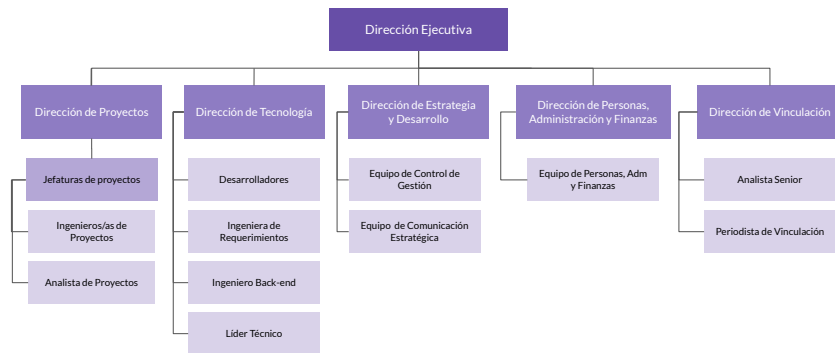 Dirección Ejecutiva
Dirección de Proyectos
Dirección de Tecnología
Dirección de Estrategia
y Desarrollo
Dirección de Personas,
Administración y Finanzas
Dirección de Vinculación
Jefaturas de proyectos
Desarrolladores
Equipo de Control de
Gestión
Equipo de Personas, Adm
y Finanzas
Analista Senior
Ingenieros/as de
Proyectos
Ingeniera de
Requerimientos
Equipo de Comunicación
Estratégica
Periodista de Vinculación
Analista de Proyectos
Ingeniero Back-end
Líder Técnico